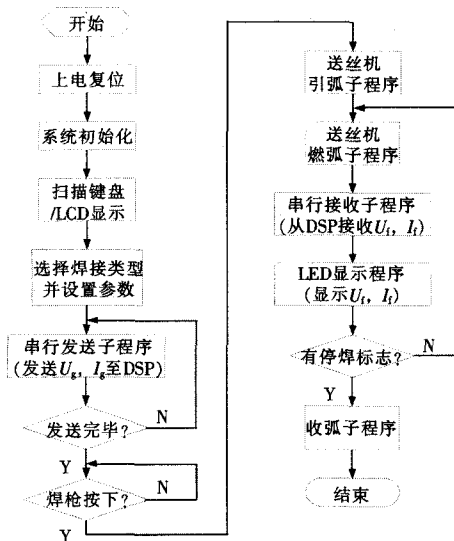 开始
上电复位
系统初始化
扫描键盘
/LCD显示
选择焊接类型
并设置参数
串行发送子程序
(发送Ug, Ig至DSP)
发送完毕?
N
Y
焊枪按下?
N
Y
送丝机
引弧子程序
送丝机
燃弧子程序
串行接收子程序
(从DSP接收Uf, If)
LED显示程序
(显示Uf, If)
有停焊标志?
N
Y
收弧子程序
结束